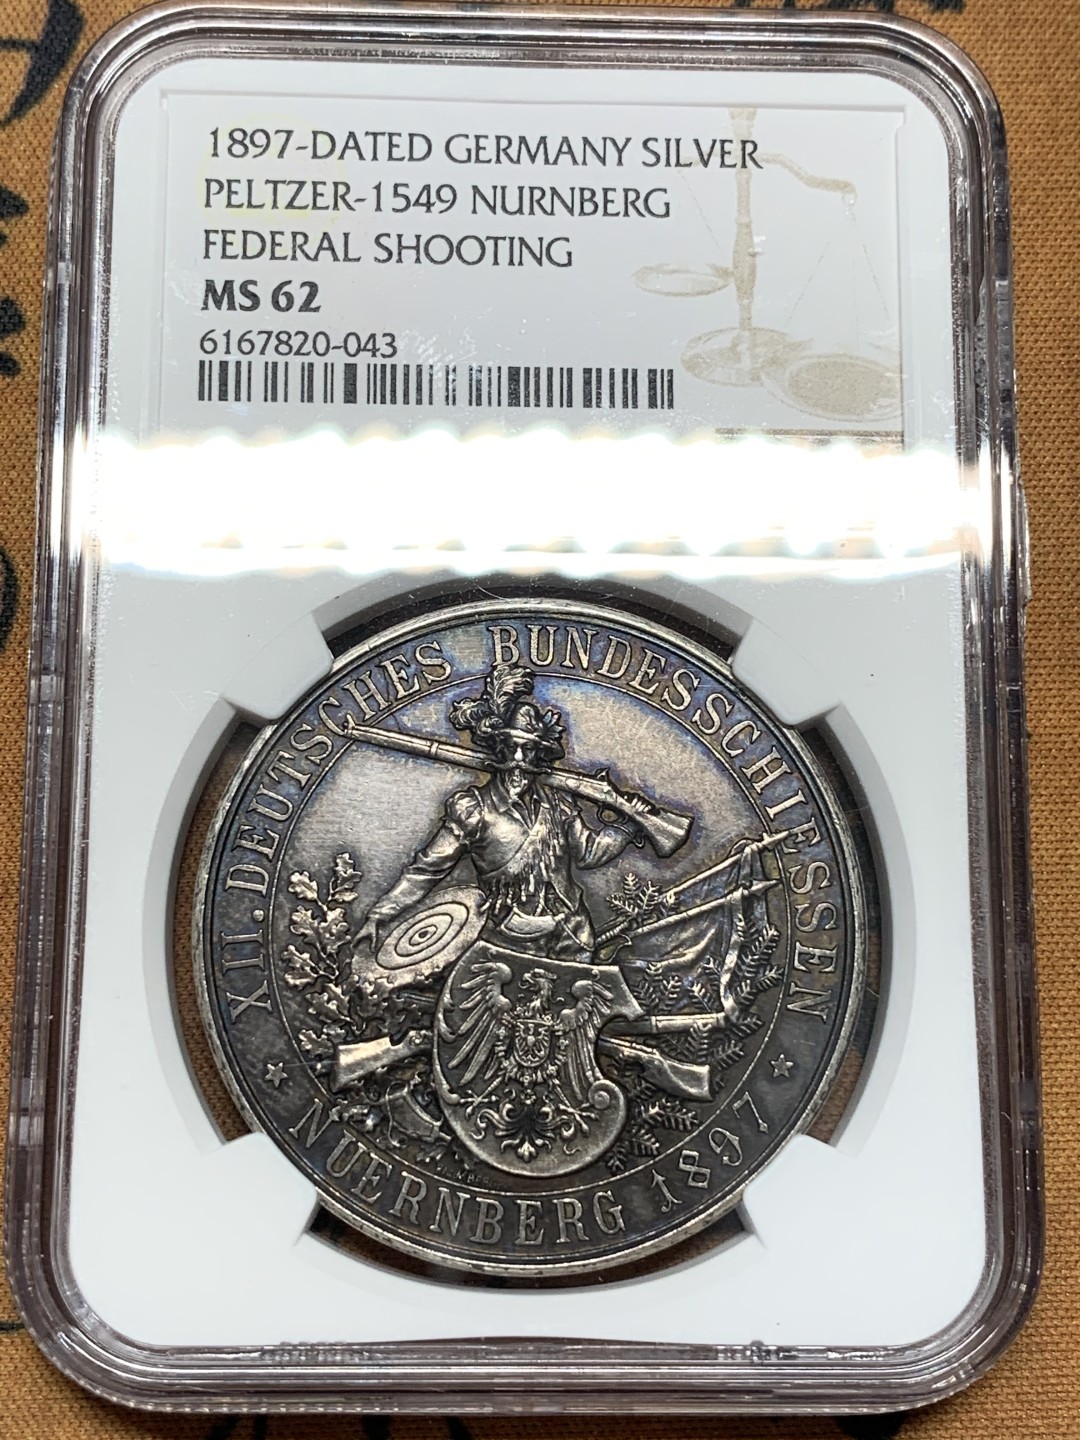 1897-DATED GERMANY SILVER
PELTZER-1549 NURNBERG
FEDERAL SHOOTING
MS 62
6167820-043
XII. DEUTSCHES BUNDESSCHIESSEN
NUERNBERG 1897